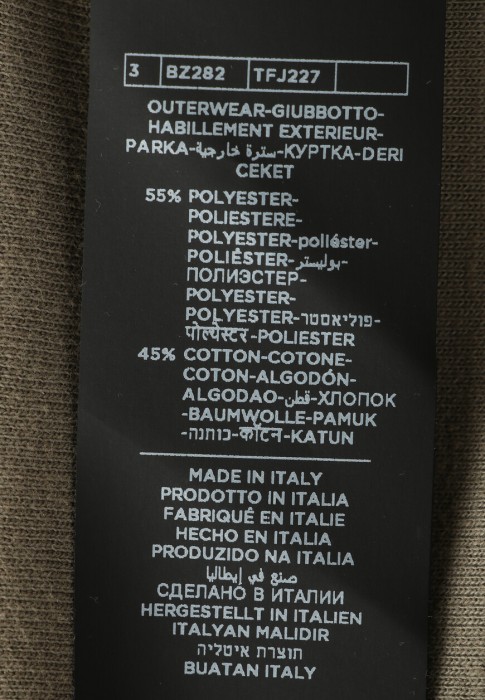 3 BZ282 TFJ227
OUTERWEAR-GIUBBOTTO-
HABILLEMENT EXTERIEUR-
PARKA-سترة خارجية-КУРТКА-DERI
CEKET
55% POLYESTER-
POLIESTERE-
POLYESTER-poliéster-
POLIÉSTER-بوليستر-
ПОЛИЭСТЕР-
POLYESTER-
POLYESTER-פוליאסטר-
पोल्येस्टर-POLIESTER
45% COTTON-COTONE-
COTON-ALGODÓN-
ALGODAO-قطن-ХЛОПОК
-BAUMWOLLE-PAMUK
-כותנה-कॉटन-KATUN
MADE IN ITALY
PRODOTTO IN ITALIA
FABRIQUÊ EN ITALIE
HECHO EN ITALIA
PRODUZIDO NA ITALIA
صنع في إيطاليا
СДЕЛАНО В ИТАЛИИ
HERGESTELLT IN ITALIEN
ITALYAN MALIDIR
תוצרת איטליה
BUATAN ITALY